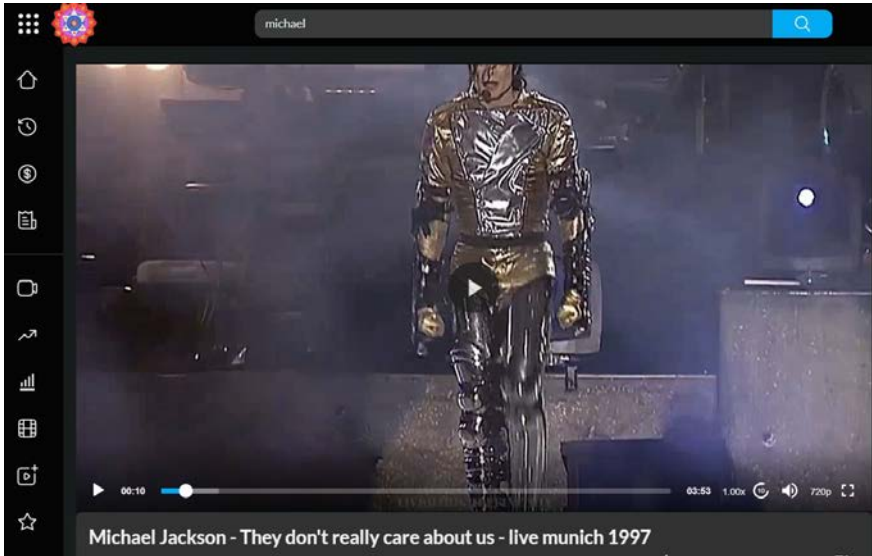 michael
00:10
03:53 1.00x 10 720p
Michael Jackson - They don't really care about us - live munich 1997